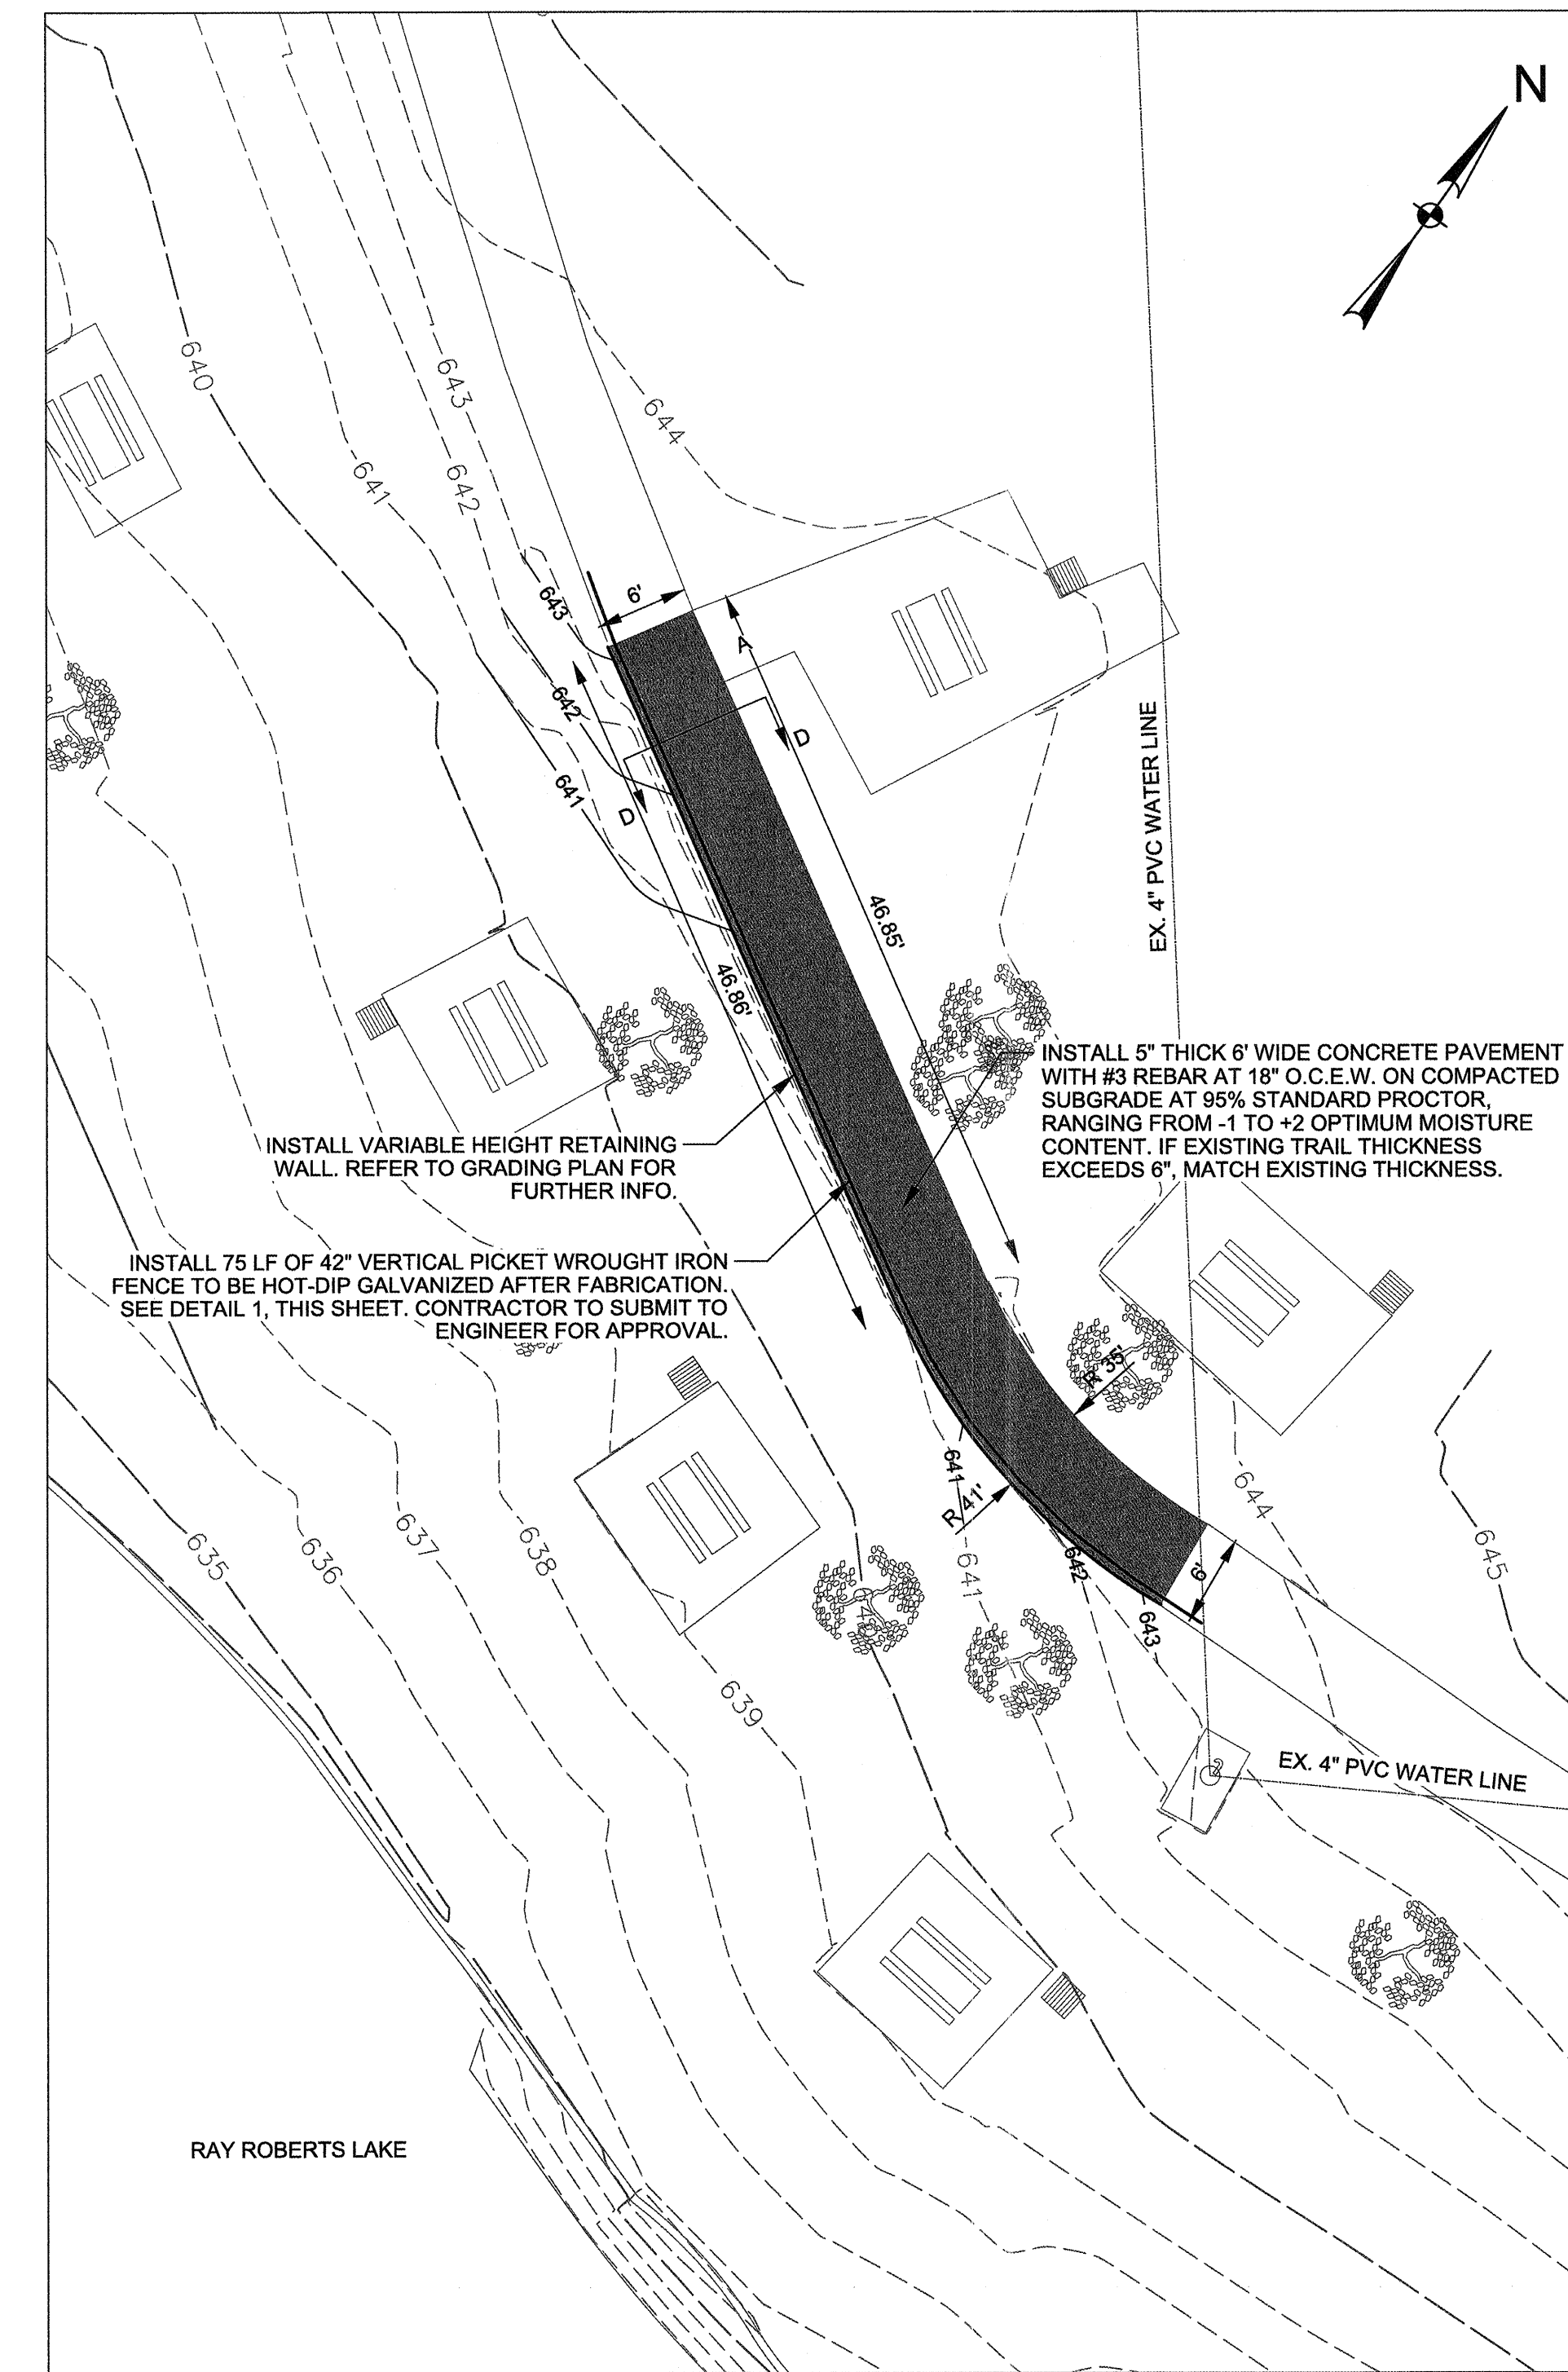 N
640
643
644
641
642
643
6'
A
642
D
641
D
EX. 4" PVC WATER LINE
46.85'
46.86'
INSTALL 5" THICK 6' WIDE CONCRETE PAVEMENT
WITH #3 REBAR AT 18" O.C.E.W. ON COMPACTED
SUBGRADE AT 95% STANDARD PROCTOR,
RANGING FROM -1 TO +2 OPTIMUM MOISTURE
CONTENT. IF EXISTING TRAIL THICKNESS
EXCEEDS 6", MATCH EXISTING THICKNESS.
INSTALL VARIABLE HEIGHT RETAINING
WALL. REFER TO GRADING PLAN FOR
FURTHER INFO.
INSTALL 75 LF OF 42" VERTICAL PICKET WROUGHT IRON
FENCE TO BE HOT-DIP GALVANIZED AFTER FABRICATION.
SEE DETAIL 1, THIS SHEET. CONTRACTOR TO SUBMIT TO
ENGINEER FOR APPROVAL.
R 35'
641
R 41'
644
635
636
637
638
641
642
6'
645
643
639
EX. 4" PVC WATER LINE
RAY ROBERTS LAKE